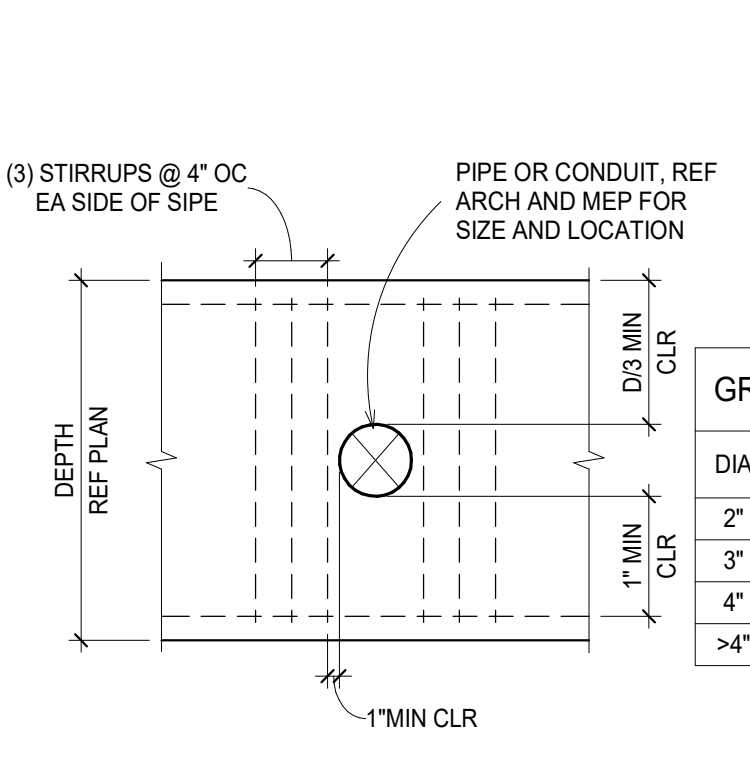 (3) STIRRUPS @ 4" OC
EA SIDE OF SIPE
PIPE OR CONDUIT, REF
ARCH AND MEP FOR
SIZE AND LOCATION
DEPTH
REF PLAN
D/3 MIN
CLR
1" MIN
CLR
1"MIN CLR
GR
DIA
2"
3"
4"
>4"